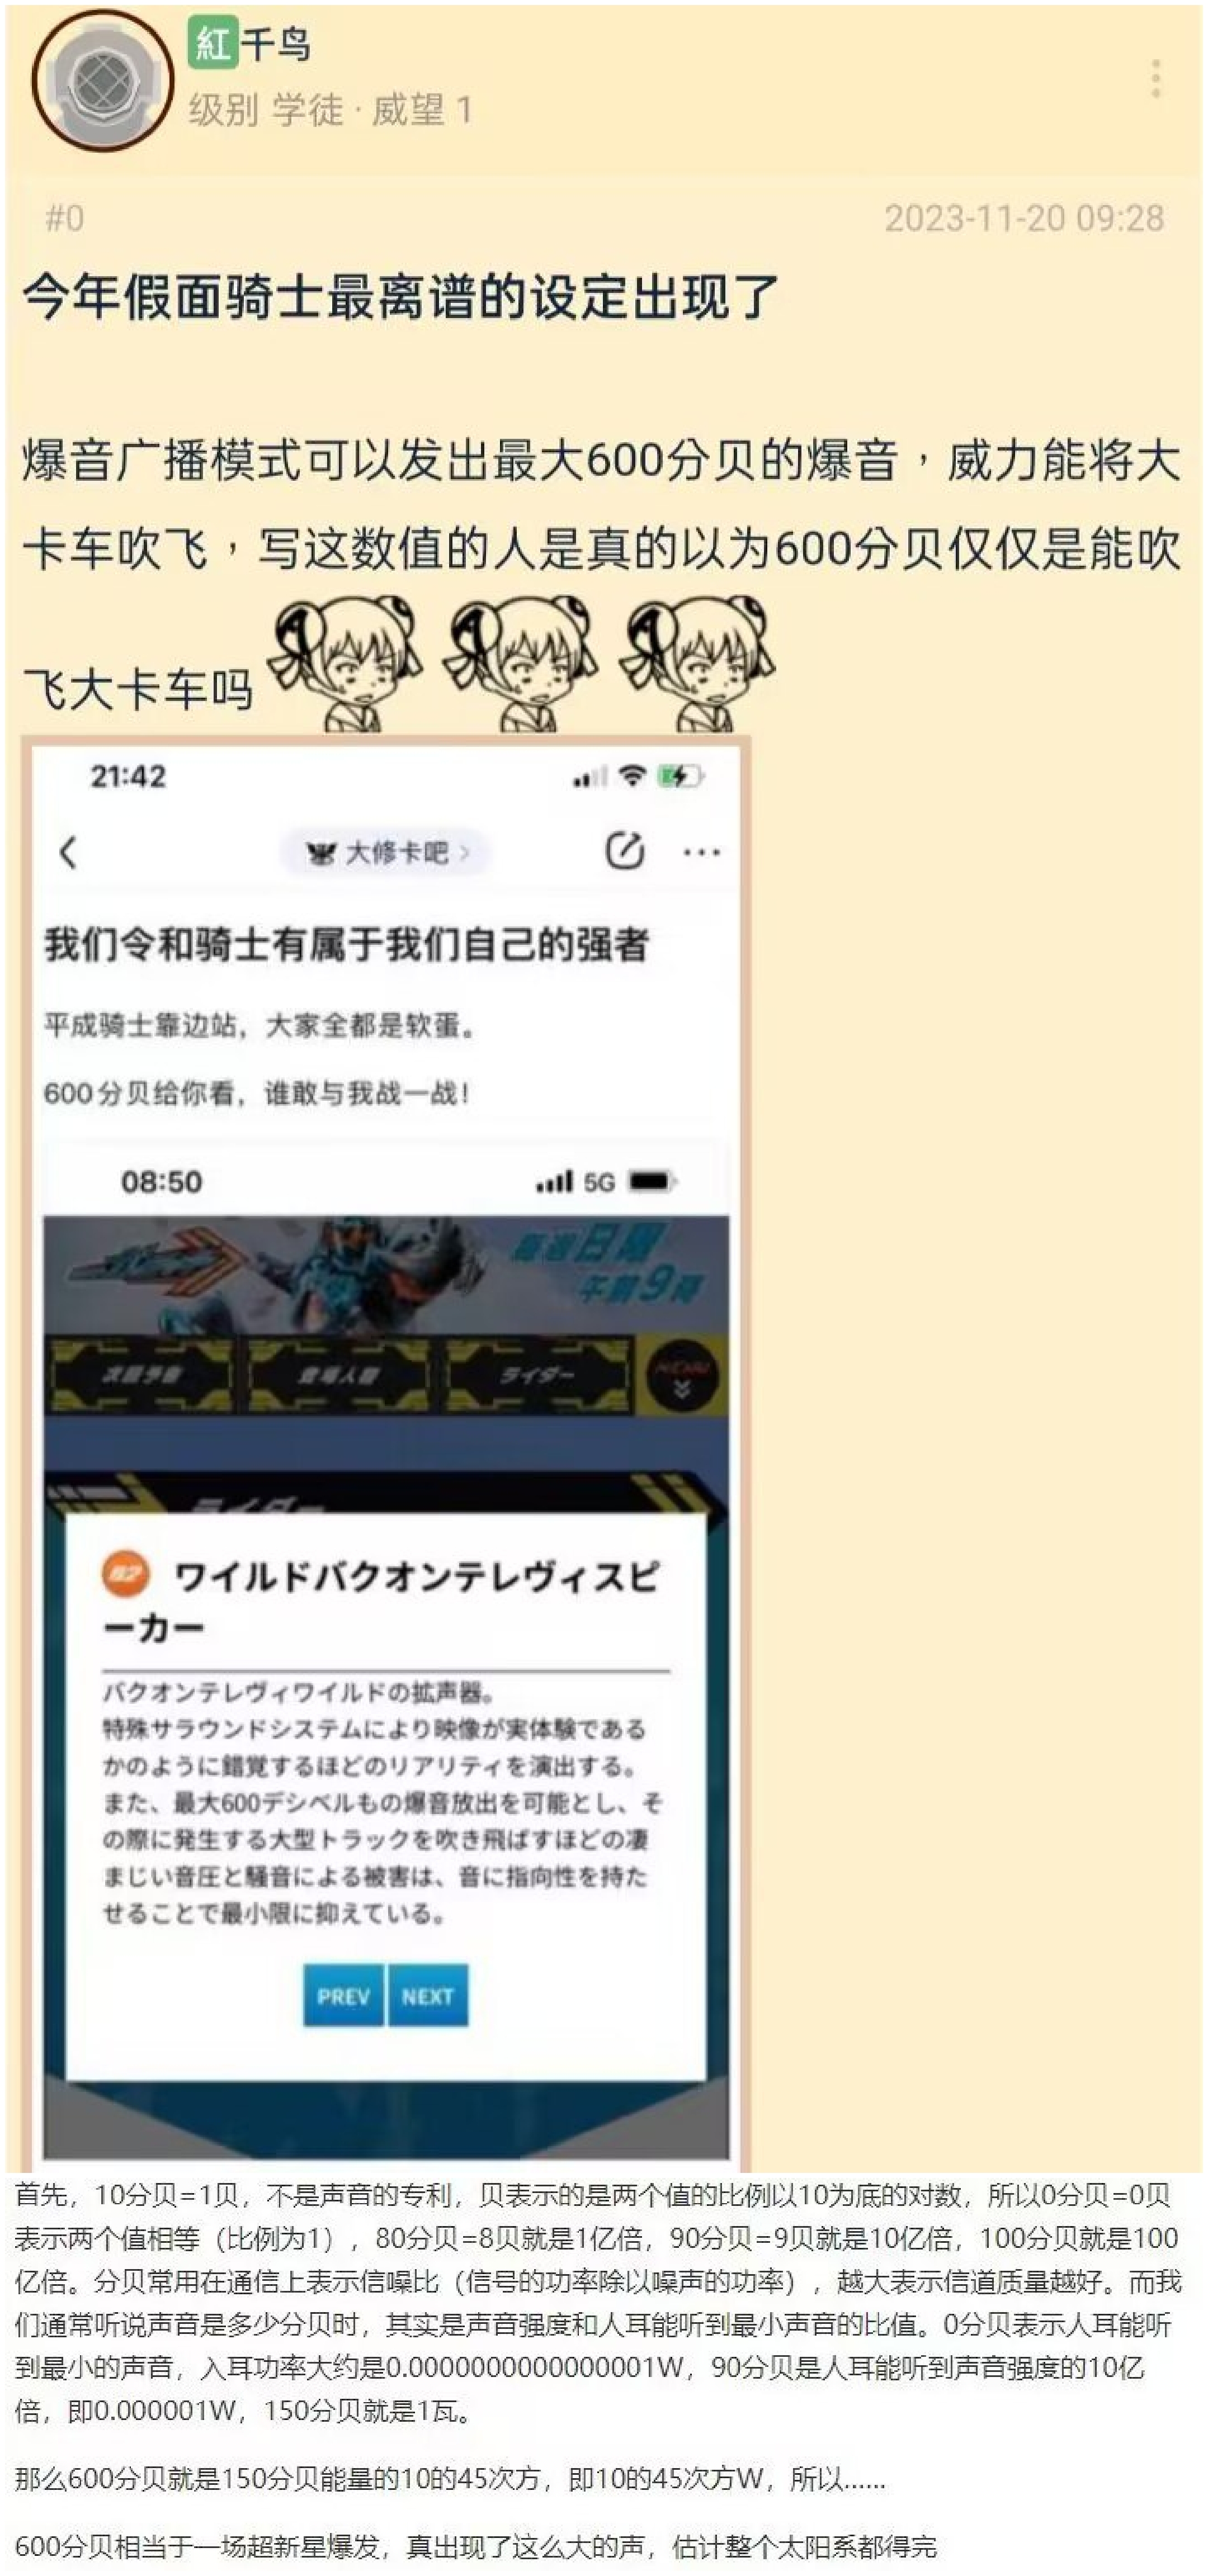 紅 千鸟
级别 学徒 · 威望 1
#0
2023-11-20 09:28
今年假面骑士最离谱的设定出现了
爆音广播模式可以发出最大600分贝的爆音，威力能将大
卡车吹飞，写这数值的人是真的以为600分贝仅仅是能吹
飞大卡车吗
21:42
大修卡吧 >
我们令和骑士有属于我们自己的强者
平成骑士靠边站，大家全都是软蛋。
600分贝给你看，谁敢与我战一战！
08:50
5G
毎週日曜
午前9時
次回予告
登場人物
ライダー
MENU
ライダー
02 ワイルドバクオンテレヴィスピ
ーカー
バクオンテレヴィワイルドの拡声器。
特殊サラウンドシステムにより映像が実体験である
かのように錯覚するほどのリアリティを演出する。
また、最大600デシベルもの爆音放出を可能とし、そ
の際に発生する大型トラックを吹き飛ばすほどの凄
まじい音圧と騒音による被害は、音に指向性を持た
せることで最小限に抑えている。
PREV
NEXT
首先，10分贝=1贝，不是声音的专利，贝表示的是两个值的比例以10为底的对数，所以0分贝=0贝
表示两个值相等（比例为1），80分贝=8贝就是1亿倍，90分贝=9贝就是10亿倍，100分贝就是100
亿倍。分贝常用在通信上表示信噪比（信号的功率除以噪声的功率），越大表示信道质量越好。而我
们通常听说声音是多少分贝时，其实是声音强度和人耳能听到最小声音的比值。0分贝表示人耳能听
到最小的声音，入耳功率大约是0.0000000000000001W，90分贝是人耳能听到声音强度的10亿
倍，即0.000001W，150分贝就是1瓦。
那么600分贝就是150分贝能量的10的45次方，即10的45次方W，所以......
600分贝相当于一场超新星爆发，真出现了这么大的声，估计整个太阳系都得完